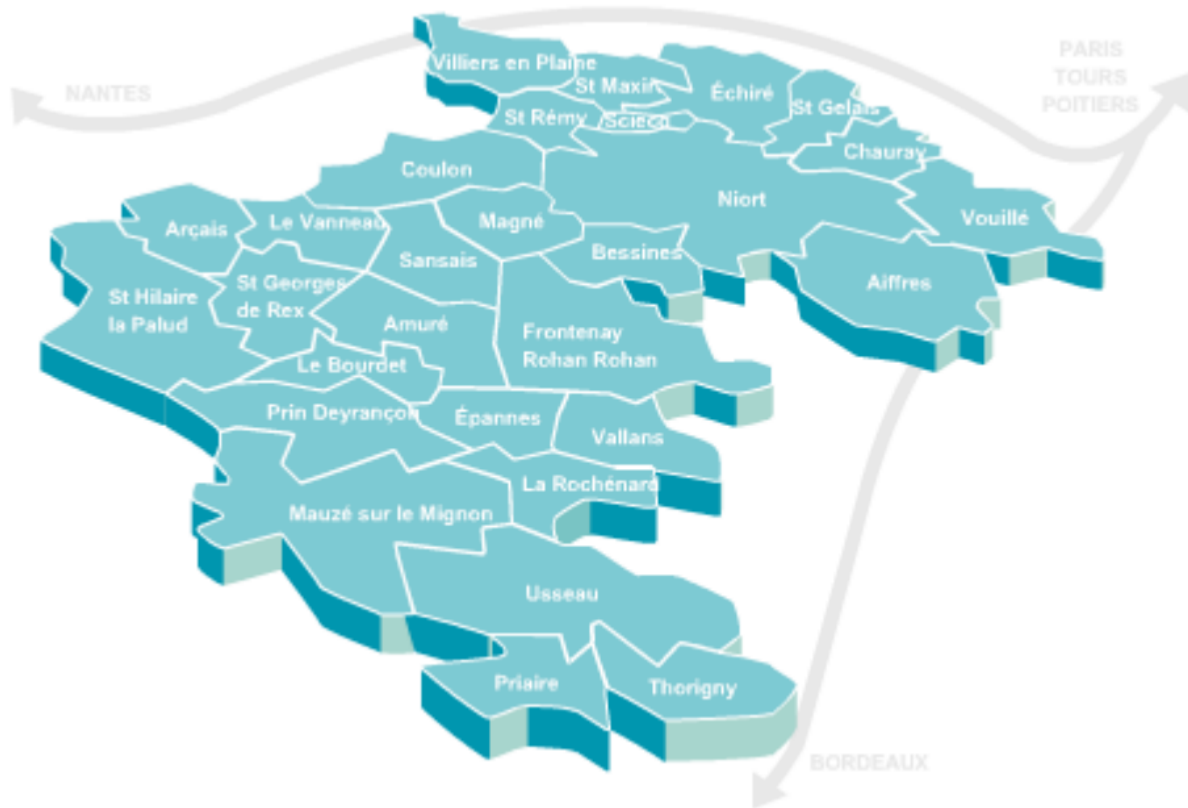 Villiers en Plaine
PARIS
TOURS
POITIERS
St Maxir
Échiré
NANTES
St Gelais
St Rémy
Sciecq
Chauray
Coulon
Niort
Magné
Le Vanneau
Arçais
Vouillé
Bessines
Sansais
Aiffres
St Georges
de Rex
St Hilaire
la Palud
Amuré
Frontenay
Rohan Rohan
Le Bourdet
Prin Deyrançon
Épannes
Vallans
La Rochénard
Mauzé sur le Mignon
Usseau
Priaire
Thorigny
BORDEAUX